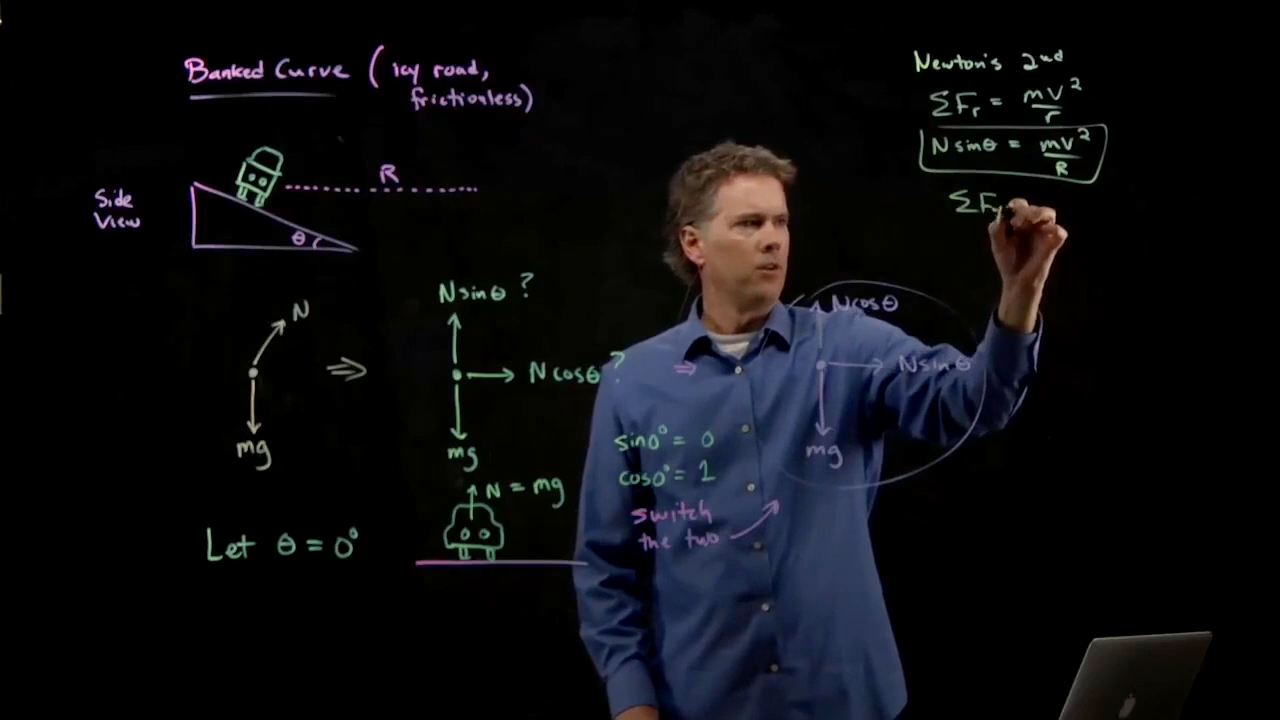 Banked Curve (icy road,
frictionless)
Side
View
R
θ
N
mg
⇒
N sinθ ?
N cosθ ?
mg
Let θ = 0°
N = mg
sin0° = 0
cos0° = 1
switch
the two
⇒
N cosθ
N sinθ
mg
Newton's 2nd
ΣFr = mv²/r
N sinθ = mv²/R
ΣFy